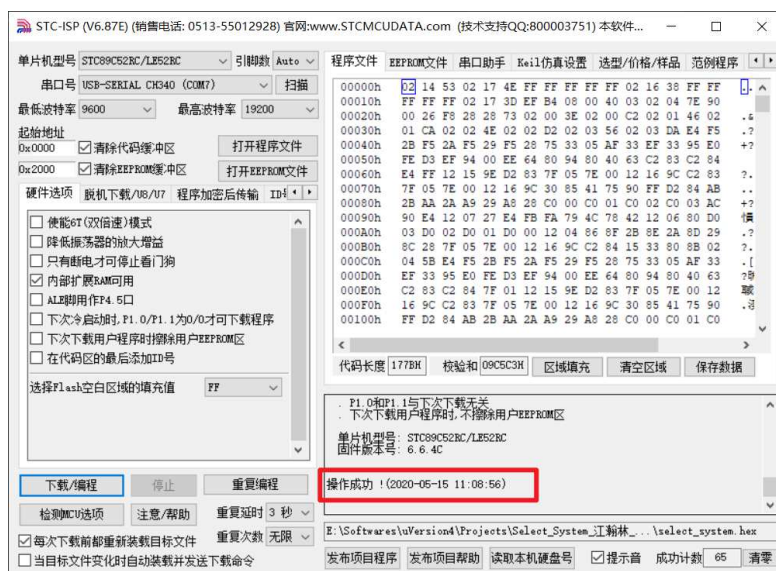 STC-ISP (V6.87E) (销售电话: 0513-55012928) 官网:www.STCMCUDATA.com (技术支持QQ:800003751) 本软件...
单片机型号 STC89C52RC/LE52RC 引脚数 Auto
串口号 USB-SERIAL CH340 (COM7) 扫描
最低波特率 9600 最高波特率 19200
起始地址
0x0000 清除代码缓冲区 打开程序文件
0x2000 清除EEPROM缓冲区 打开EEPROM文件
硬件选项 脱机下载/U8/U7 程序加密后传输
使能6T(双倍速)模式
降低振荡器的放大增益
只有断电才可停止看门狗
内部扩展RAM可用
ALE脚用作P4.5口
下次冷启动时,P1.0/P1.1为0/0才可下载程序
下次下载用户程序时擦除用户EEPROM区
在代码区的最后添加ID号
选择Flash空白区域的填充值 FF
下载/编程 停止 重复编程
检测MCU选项 注意/帮助 重复延时 3 秒
每次下载前都重新装载目标文件 重复次数 无限
当目标文件变化时自动装载并发送下载命令
程序文件 EEPROM文件 串口助手 Keil仿真设置 选型/价格/样品 范例程序
00000h 02 14 53 02 17 4E FF FF FF FF FF 02 16 38 FF FF
00010h FF FF FF 02 17 3D EF B4 08 00 40 03 02 04 7E 90
00020h 00 26 F8 28 28 73 02 00 3E 02 00 C2 02 01 46 02
00030h 01 CA 02 02 4E 02 02 D2 02 03 56 02 03 DA E4 F5
00040h 2B F5 2A F5 29 F5 28 75 33 05 AF 33 EF 33 95 E0
00050h FE D3 EF 94 00 EE 64 80 94 80 40 63 C2 83 C2 84
00060h E4 FF 12 15 9E D2 83 7F 05 7E 00 12 16 9C C2 83
00070h 7F 05 7E 00 12 16 9C 30 85 41 75 90 FF D2 84 AB
00080h 2B AA 2A A9 29 A8 28 C0 00 C0 01 C0 02 C0 03 AC
00090h 90 E4 12 07 27 E4 FB FA 79 4C 78 42 12 06 80 D0
000A0h 03 D0 02 D0 01 D0 00 12 04 86 8F 2B 8E 2A 8D 29
000B0h 8C 28 7F 05 7E 00 12 16 9C C2 84 15 33 80 8B 02
000C0h 04 5B E4 F5 2B F5 2A F5 29 F5 28 75 33 05 AF 33
000D0h EF 33 95 E0 FE D3 EF 94 00 EE 64 80 94 80 40 63
000E0h C2 83 C2 84 7F 01 12 15 9E D2 83 7F 05 7E 00 12
000F0h 16 9C C2 83 7F 05 7E 00 12 16 9C 30 85 41 75 90
00100h FF D2 84 AB 2B AA 2A A9 29 A8 28 C0 00 C0 01 C0
代码长度 177BH 校验和 09C5C3H 区域填充 清空区域 保存数据
. P1.0和P1.1与下次下载无关
. 下次下载用户程序时,不擦除用户EEPROM区
单片机型号: STC89C52RC/LE52RC
固件版本号: 6.6.4C
操作成功 !(2020-05-15 11:08:56)
E:\Softwares\uVersion4\Projects\Select_System_江翰林_...\select_system.hex
发布项目程序 发布项目帮助 读取本机硬盘号 提示音 成功计数 65 清零